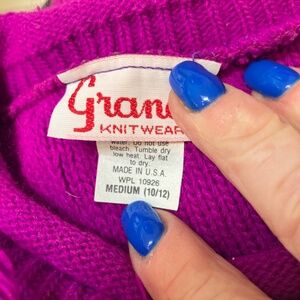 Gran
KNITWEAR
water. Do not use
bleach. Tumble dry
low heat. Lay flat
to dry.
MADE IN U.S.A.
WPL 10926
MEDIUM (10/12)